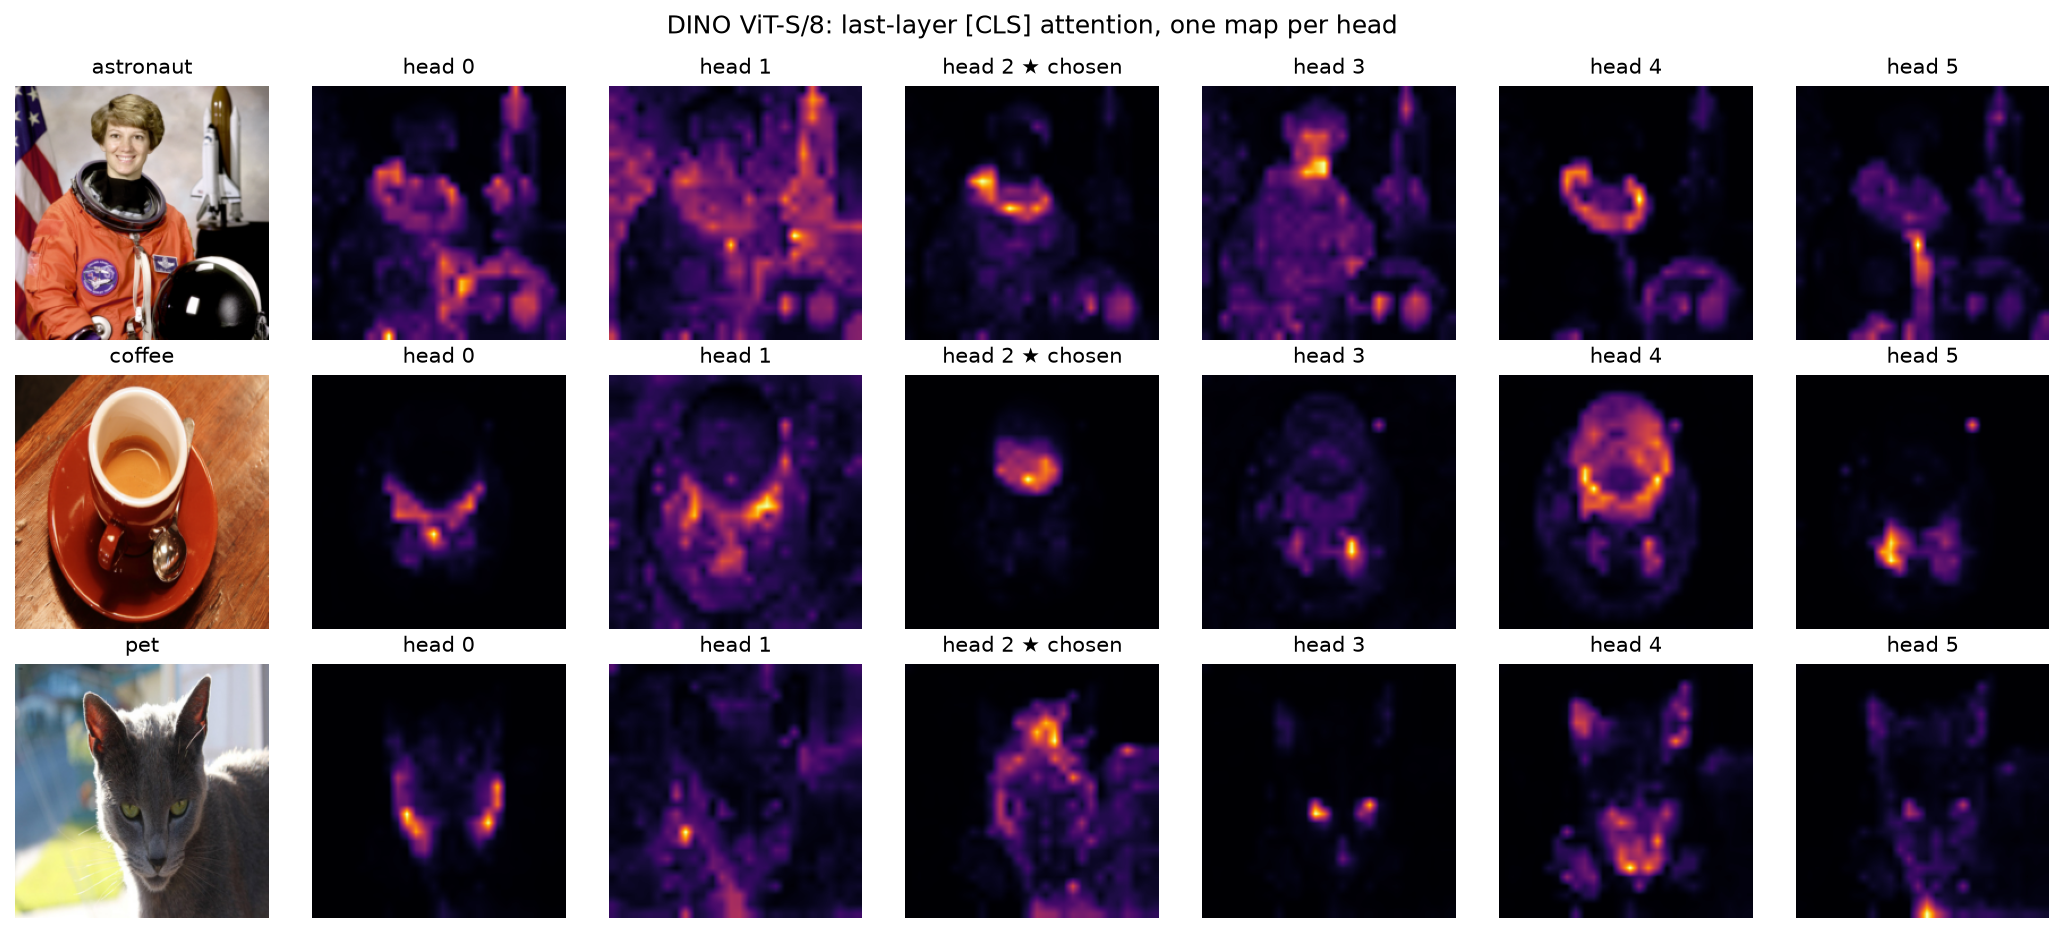 DINO ViT-S/8: last-layer [CLS] attention, one map per head
astronaut head 0 head 1 head 2 ★ chosen head 3 head 4 head 5
coffee head 0 head 1 head 2 ★ chosen head 3 head 4 head 5
pet head 0 head 1 head 2 ★ chosen head 3 head 4 head 5